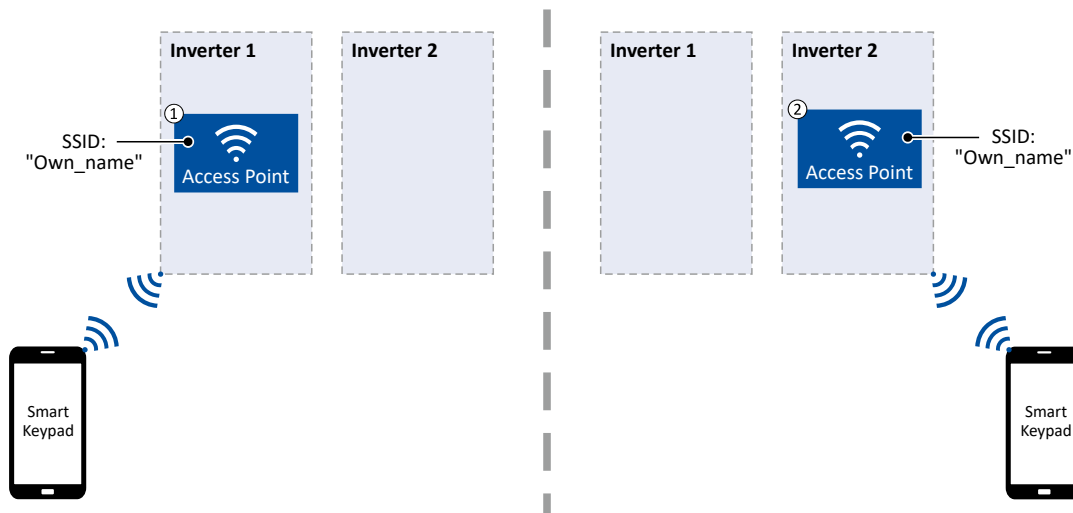 Inverter 1
Inverter 2
1
SSID:
"Own_name"
Access Point
Smart
Keypad
Inverter 1
Inverter 2
2
SSID:
"Own_name"
Access Point
Smart
Keypad